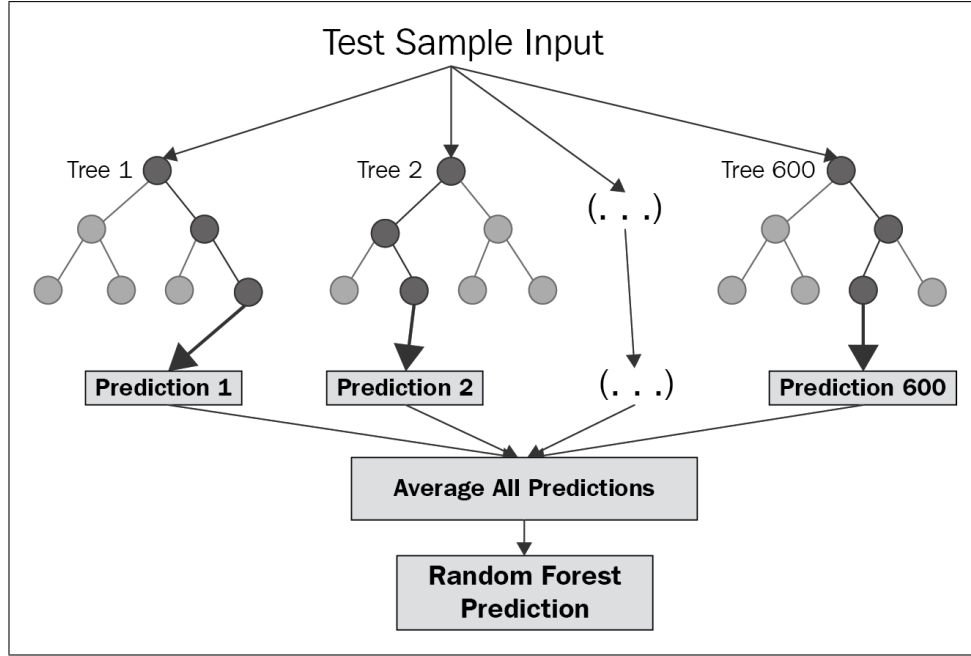 Test Sample Input
Tree 1
Tree 2
Tree 600
(. . .)
Prediction 1
Prediction 2
(. . .)
Prediction 600
Average All Predictions
Random Forest
Prediction